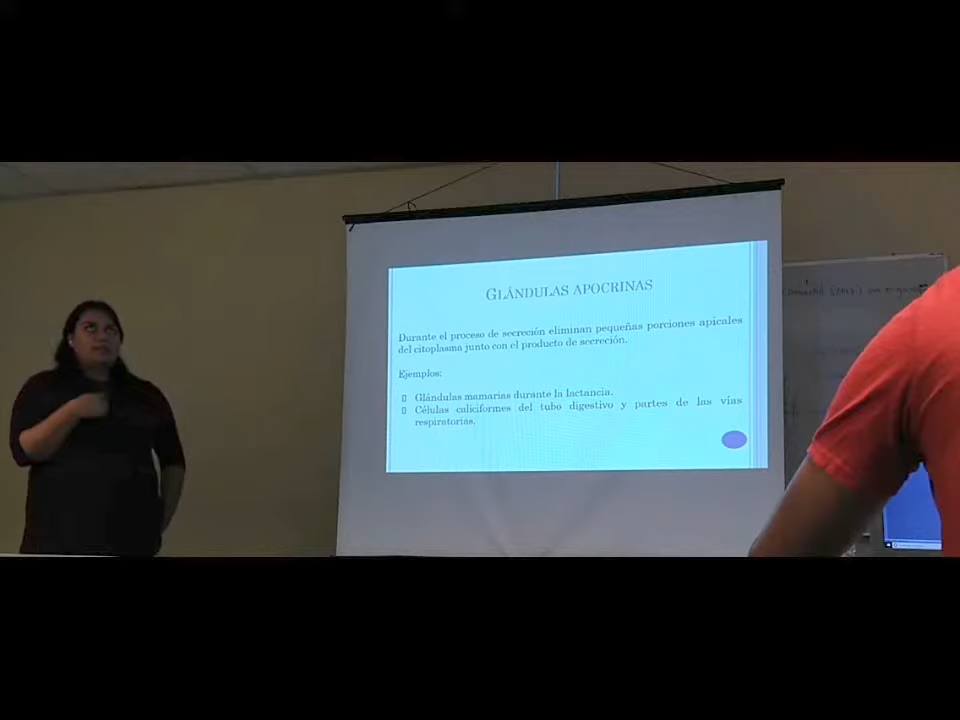 GLÁNDULAS APOCRINAS
Durante el proceso de secreción eliminan pequeñas porciones apicales
del citoplasma junto con el producto de secreción.
Ejemplos:
Glándulas mamarias durante la lactancia.
Células caliciformes del tubo digestivo y partes de las vías
respiratorias.